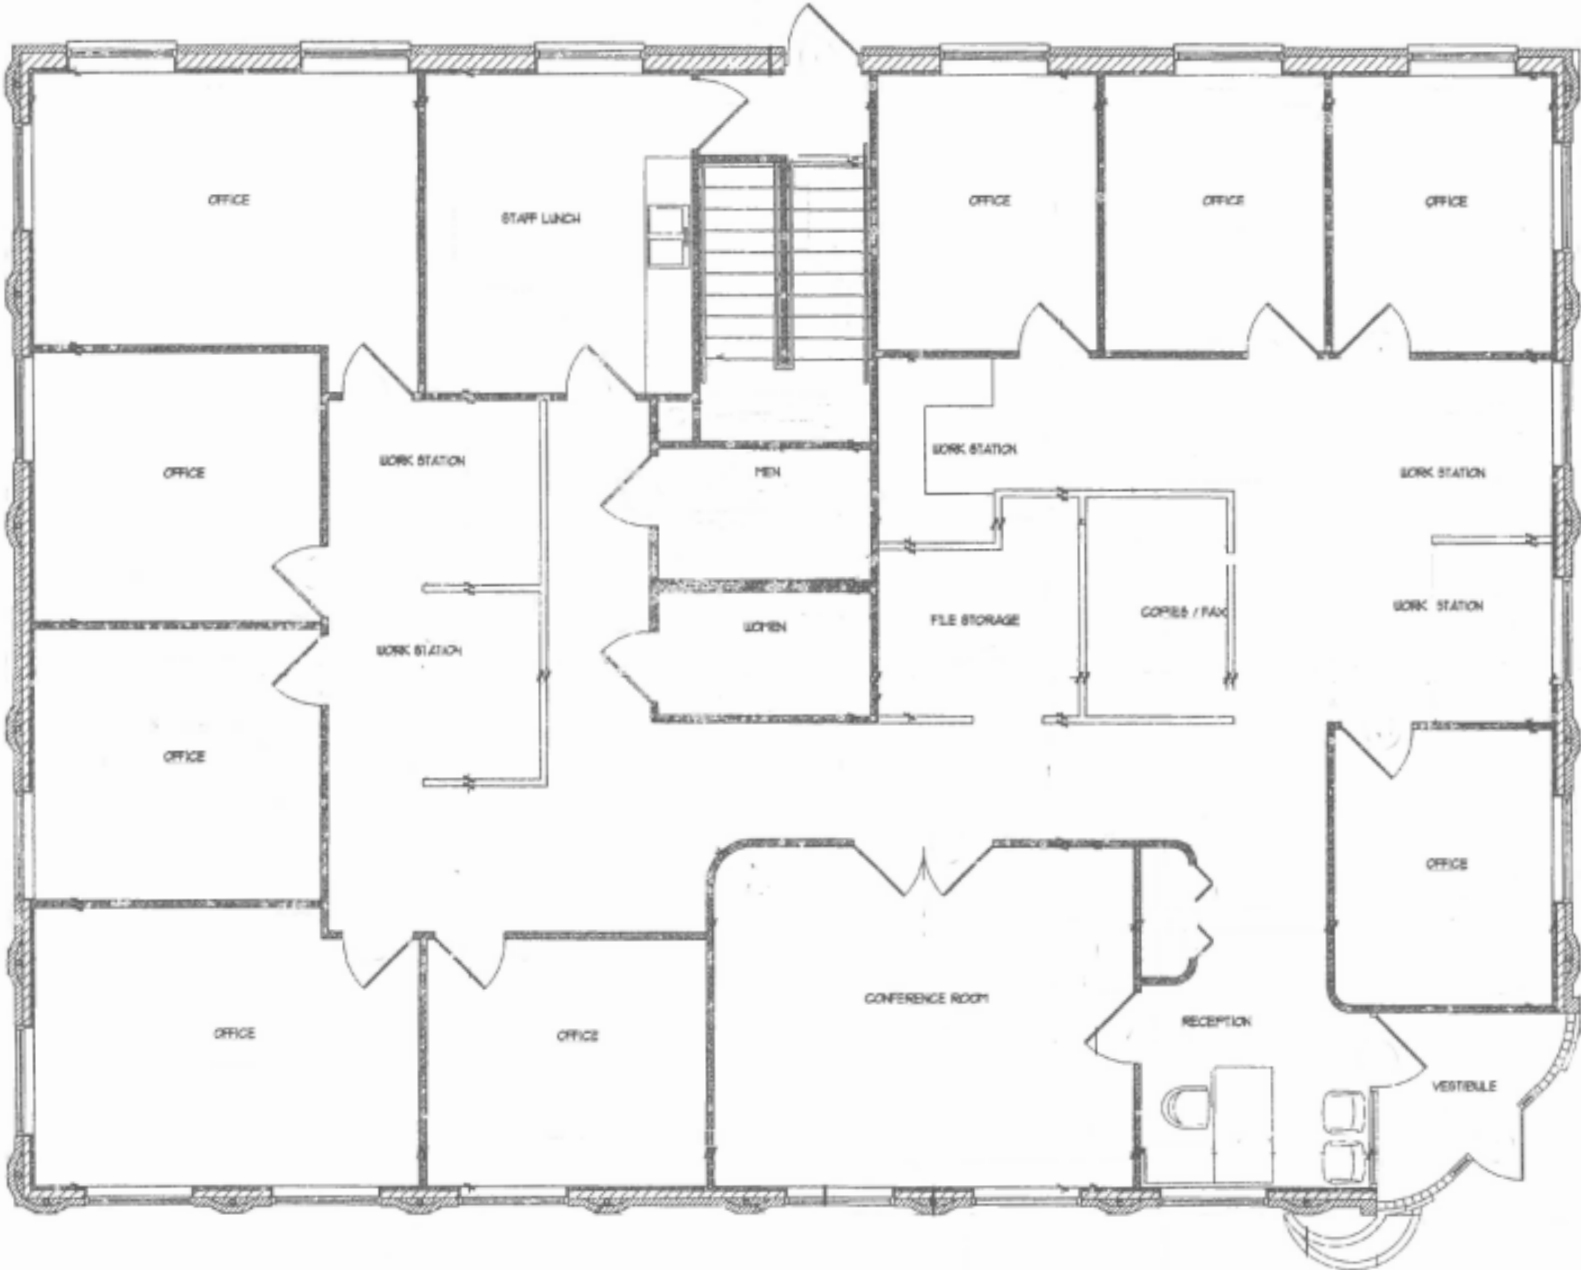 OFFICE
STAFF LUNCH
OFFICE
OFFICE
OFFICE
OFFICE
WORK STATION
MEN
WORK STATION
WORK STATION
WORK STATION
WOMEN
FILE STORAGE
COPIES / FAX
WORK STATION
OFFICE
OFFICE
OFFICE
OFFICE
CONFERENCE ROOM
RECEPTION
VESTIBULE